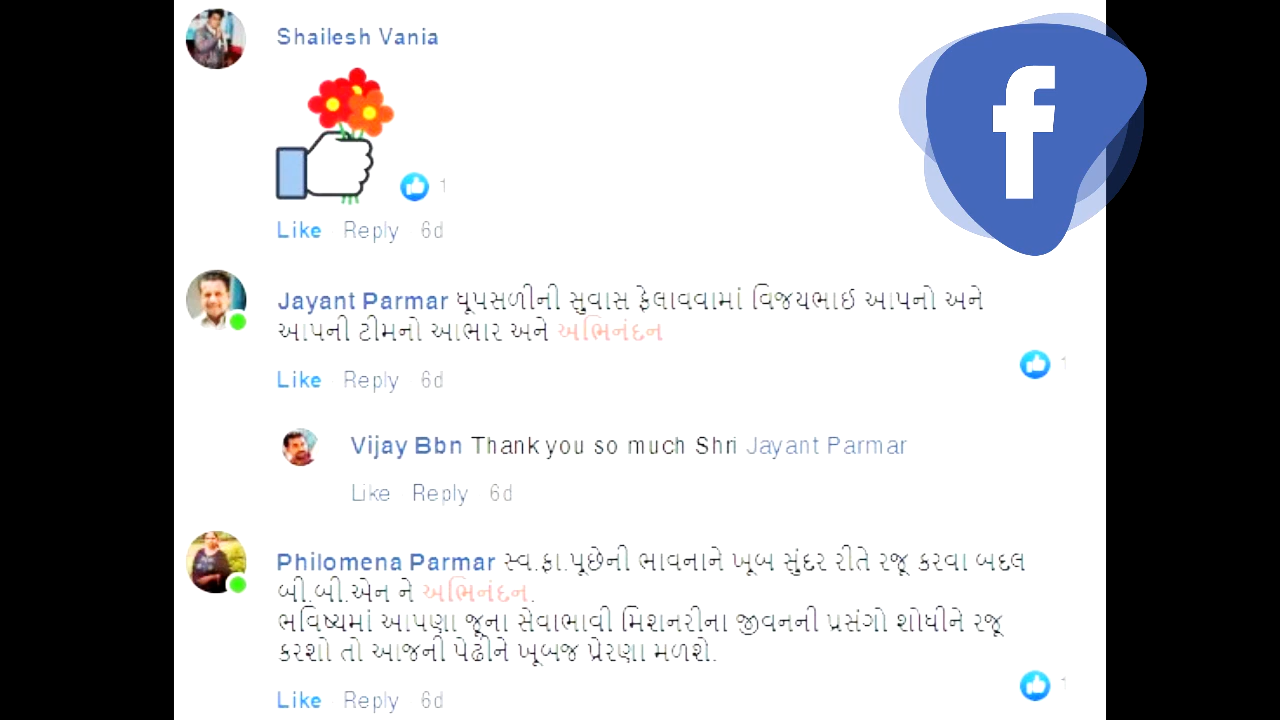 Shailesh Vania
1
Like Reply 6d
f
Jayant Parmar ધૂપસળીની સુવાસ ફેલાવવામાં વિજયભાઈ આપનો અને
આપની ટીમનો આભાર અને અભિનંદન
1
Like Reply 6d
Vijay Bbn Thank you so much Shri Jayant Parmar
Like Reply 6d
Philomena Parmar સ્વ.ફા.પૂછેની ભાવનાને ખૂબ સુંદર રીતે રજૂ કરવા બદલ
બી.બી.એન ને અભિનંદન.
ભવિષ્યમાં આપણા જૂના સેવાભાવી મિશનરીના જીવનની પ્રસંગો શોધીને રજૂ
કરશો તો આજની પેઢીને ખૂબજ પ્રેરણા મળશે.
1
Like Reply 6d